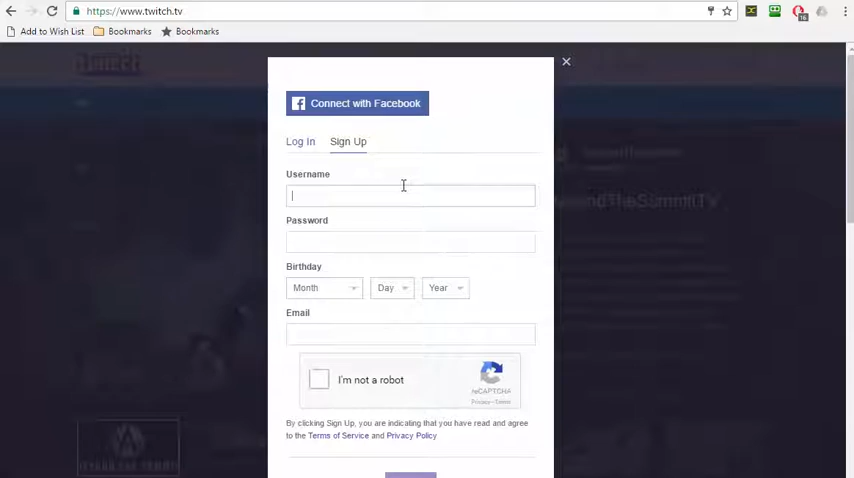 https://www.twitch.tv
16
Add to Wish List
Bookmarks
Bookmarks
Connect with Facebook
Log In
Sign Up
Username
Password
Birthday
Month
Day
Year
Email
I'm not a robot
reCAPTCHA
Privacy - Terms
By clicking Sign Up, you are indicating that you have read and agree
to the Terms of Service and Privacy Policy